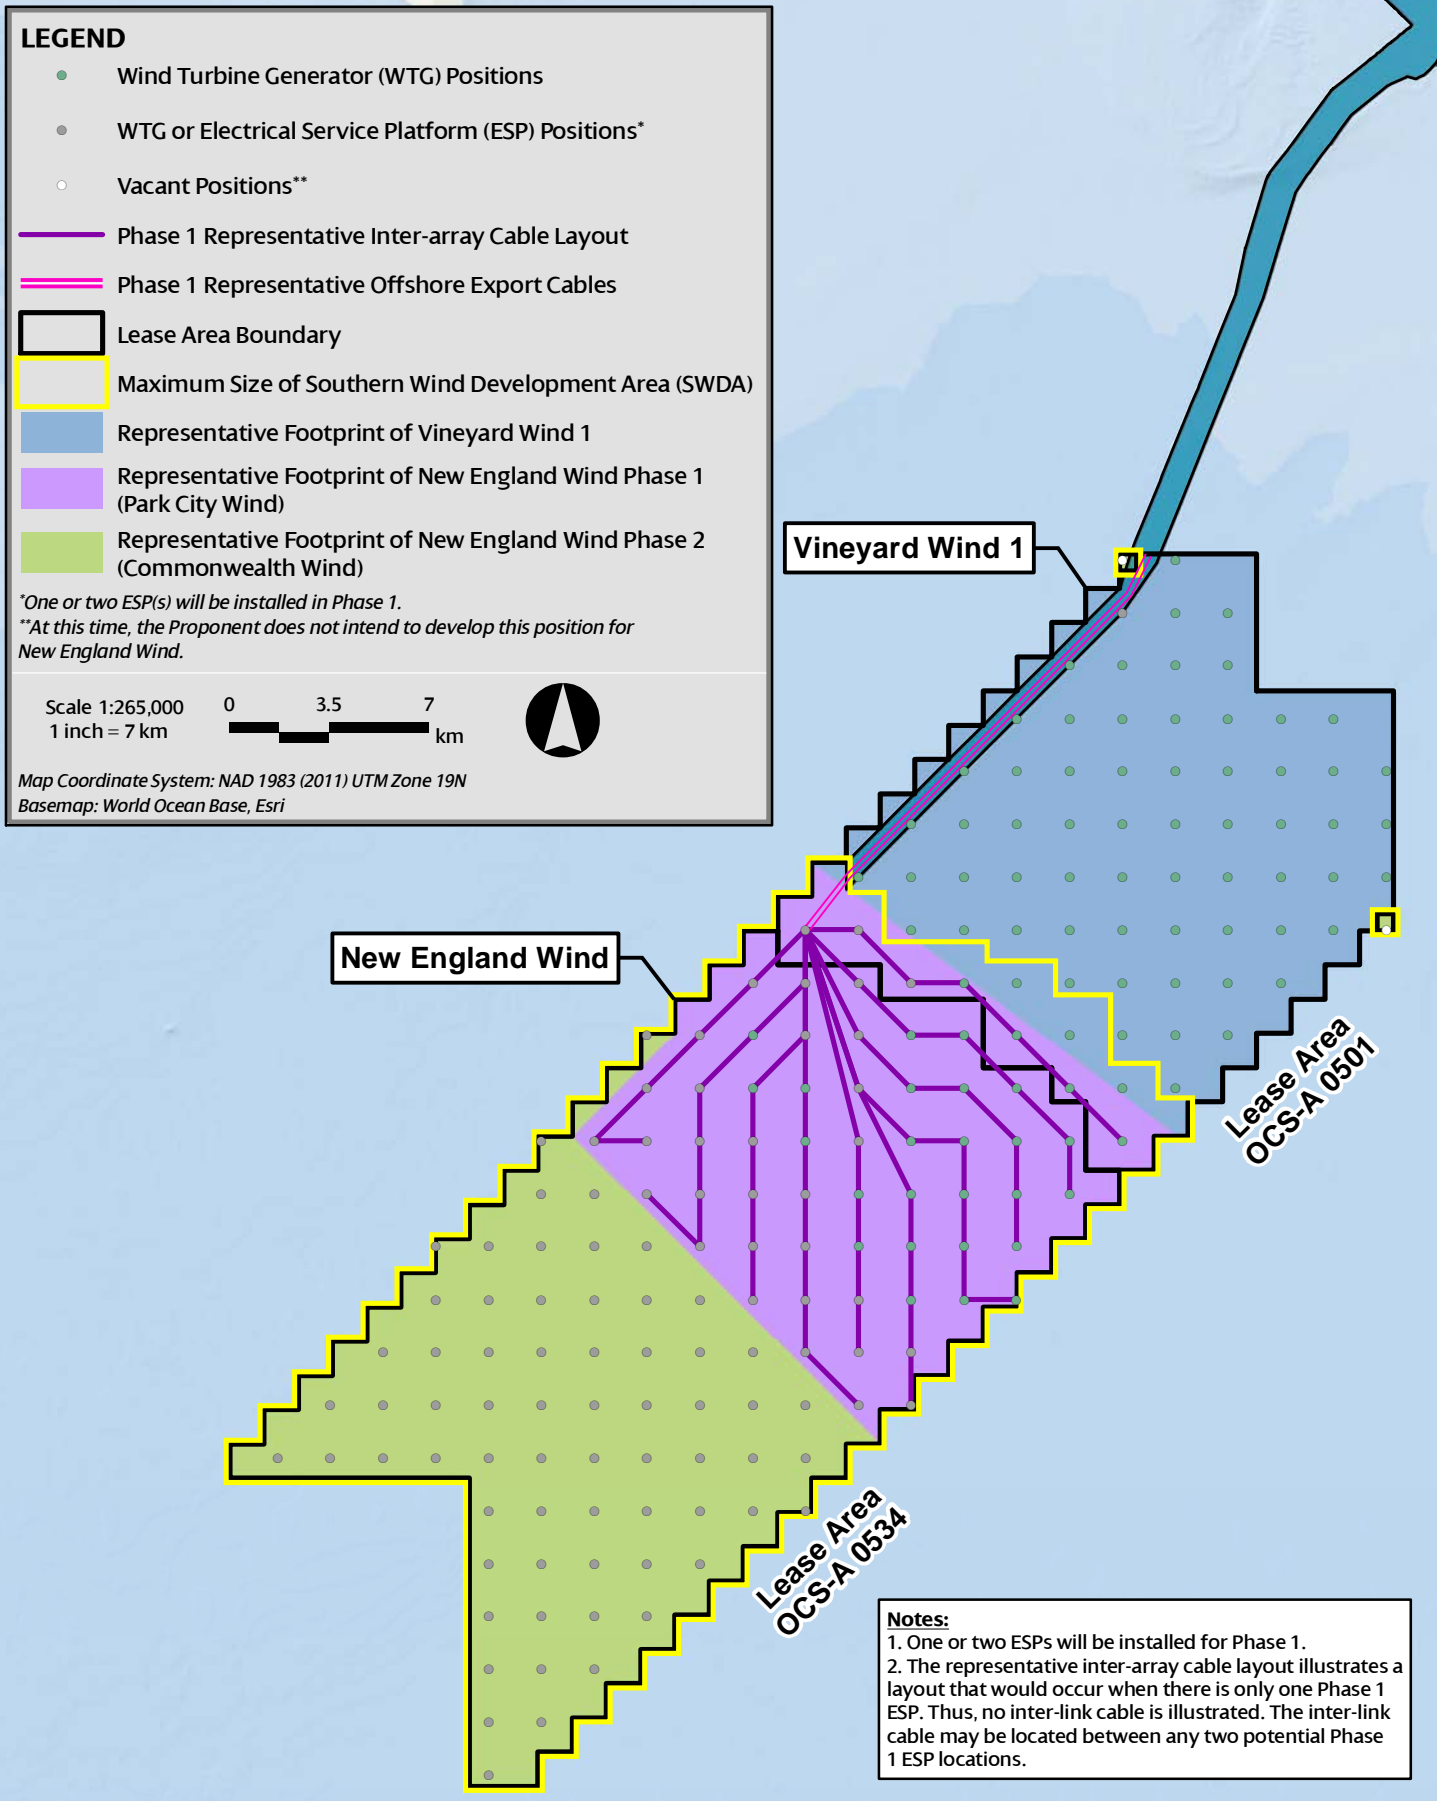 LEGEND
Wind Turbine Generator (WTG) Positions
WTG or Electrical Service Platform (ESP) Positions*
Vacant Positions**
Phase 1 Representative Inter-array Cable Layout
Phase 1 Representative Offshore Export Cables
Lease Area Boundary
Maximum Size of Southern Wind Development Area (SWDA)
Representative Footprint of Vineyard Wind 1
Representative Footprint of New England Wind Phase 1
(Park City Wind)
Representative Footprint of New England Wind Phase 2
(Commonwealth Wind)
*One or two ESP(s) will be installed in Phase 1.
**At this time, the Proponent does not intend to develop this position for
New England Wind.
Scale 1:265,000
1 inch = 7 km
0 3.5 7
km
Map Coordinate System: NAD 1983 (2011) UTM Zone 19N
Basemap: World Ocean Base, Esri
Vineyard Wind 1
New England Wind
Lease Area
OCS-A 0501
Lease Area
OCS-A 0534
Notes:
1. One or two ESPs will be installed for Phase 1.
2. The representative inter-array cable layout illustrates a
layout that would occur when there is only one Phase 1
ESP. Thus, no inter-link cable is illustrated. The inter-link
cable may be located between any two potential Phase
1 ESP locations.